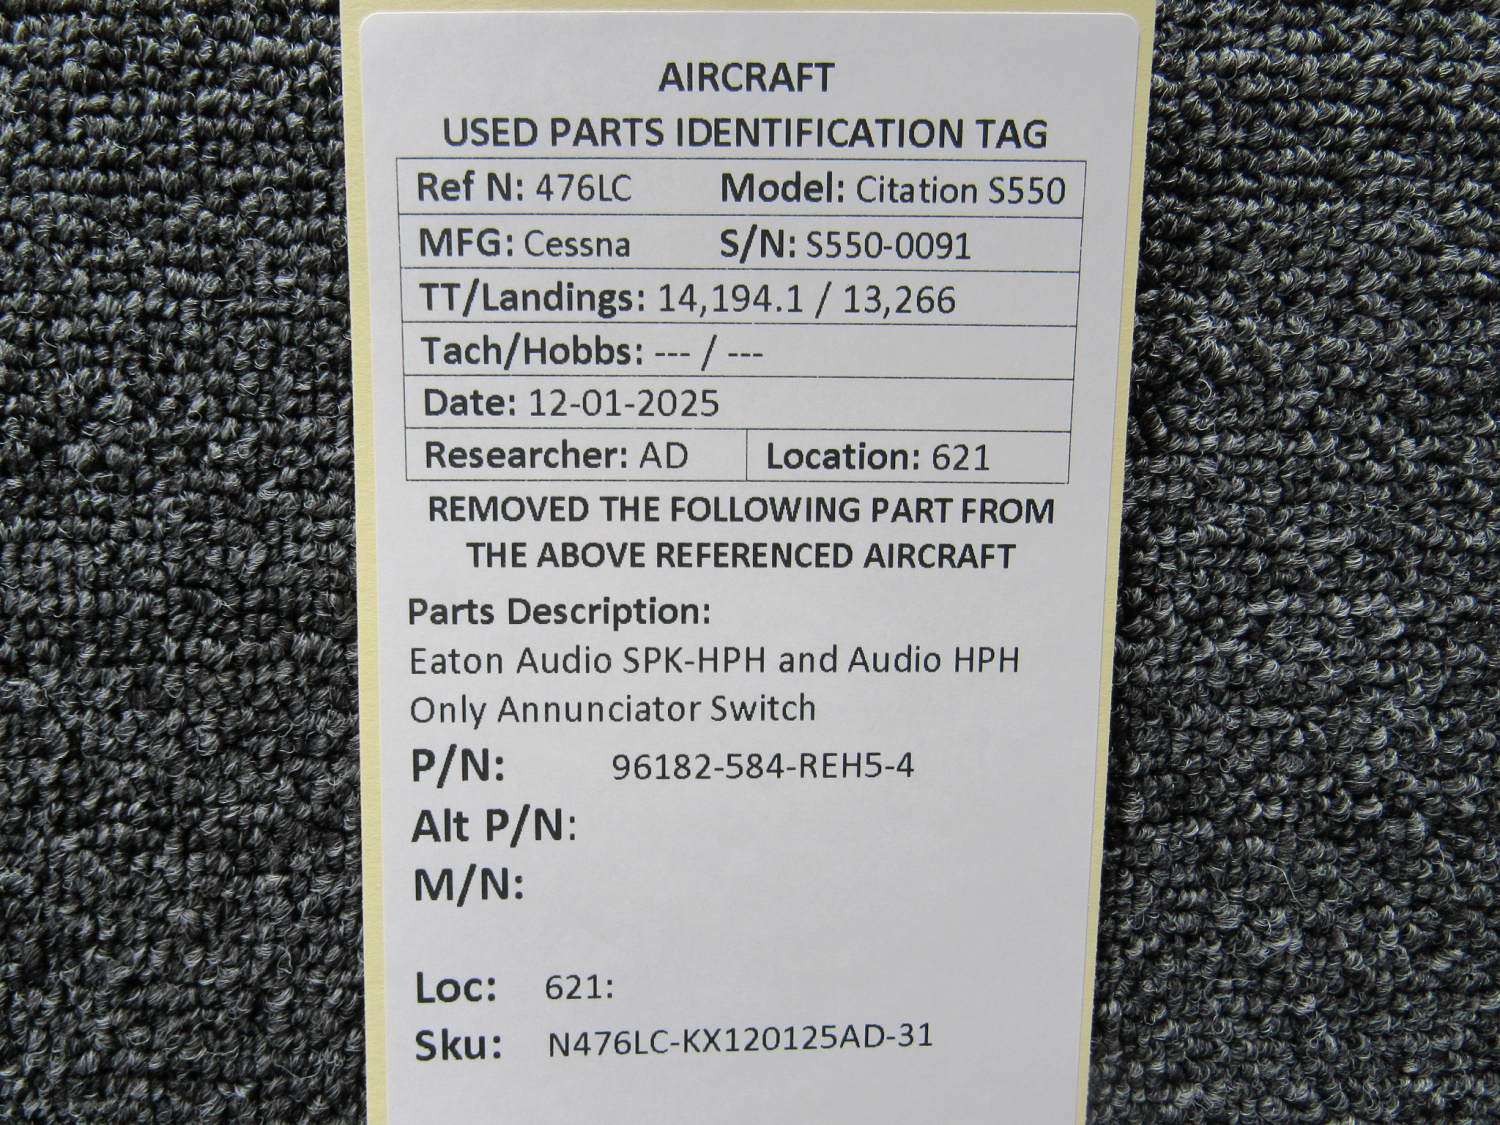 AIRCRAFT
USED PARTS IDENTIFICATION TAG
Ref N: 476LC Model: Citation S550
MFG: Cessna S/N: S550-0091
TT/Landings: 14,194.1 / 13,266
Tach/Hobbs: --- / ---
Date: 12-01-2025
Researcher: AD Location: 621
REMOVED THE FOLLOWING PART FROM
THE ABOVE REFERENCED AIRCRAFT
Parts Description:
Eaton Audio SPK-HPH and Audio HPH
Only Annunciator Switch
P/N: 96182-584-REH5-4
Alt P/N:
M/N:
Loc: 621:
Sku: N476LC-KX120125AD-31